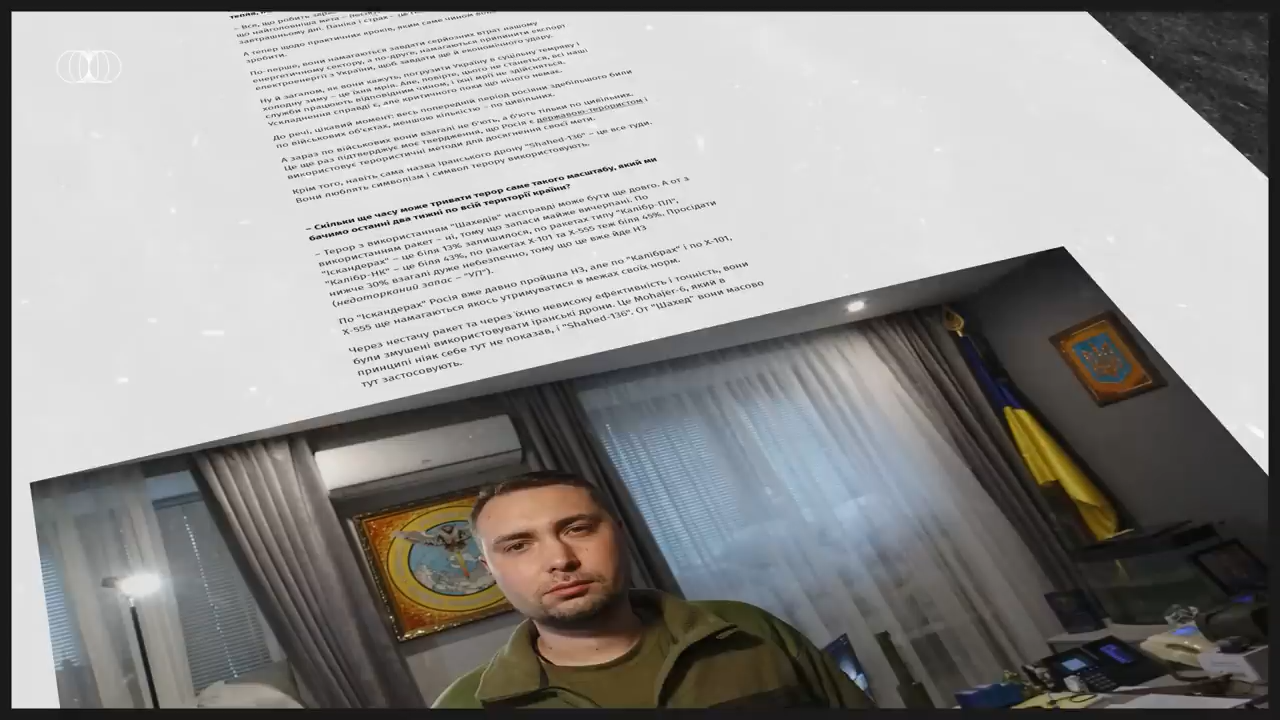 – Все, що робить
що найголовніша мета –
завтрашньому дні. Паніка і страх – це
А тепер щодо практичних кроків, яким саме чином вони
зробити.
По-перше, вони намагаються завдати серйозних втрат нашому
енергетичному сектору, а по-друге, намагаються припинити експорт
електроенергії з України, щоб завдати ще й економічного удару.
Ну й загалом, як вони кажуть, погрузити Україну в суцільну темряву і
холодну зиму – це їхня мрія. Але, повірте, цього не станеться, всі наші
служби працюють відповідним чином, і їхні мрії не здійсняться.
Ускладнення справді є, але критичного поки що нічого немає.
До речі, цікавий момент: весь попередній період росіяни здебільшого били
по військових об'єктах, меншою кількістю – по цивільних.
А зараз по військових вони взагалі не б'ють, а б'ють тільки по цивільних.
Це ще раз підтверджує моє твердження, що Росія є державою-терористом і
використовує терористичні методи для досягнення своєї мети.
Крім того, навіть сама назва іранського дрону "Shahed-136" – це все туди.
Вони люблять символізм і символ терору використовують.
– Скільки ще часу може тривати терор саме такого масштабу, який ми
бачимо останні два тижні по всій території країни?
– Терор з використанням "Шахедів" насправді може бути ще довго. А от з
використанням ракет – ні, тому що запаси майже вичерпані. По
"Іскандерах" – це біля 13% залишилося, по ракетах типу "Калібр-ПЛ",
"Калібр-НК" – це біля 43%, по ракетах Х-101 та Х-555 теж біля 45%. Просідати
нижче 30% взагалі дуже небезпечно, тому що це вже йде НЗ
(недоторканий запас – "УП").
По "Іскандерах" Росія вже давно пройшла НЗ, але по "Калібрах" і по Х-101,
Х-555 ще намагаються якось утримуватися в межах своїх норм.
Через нестачу ракет та через їхню невисоку ефективність і точність, вони
були змушені використовувати іранські дрони. Це Mohajer-6, який в
принципі ніяк себе тут не показав, і "Shahed-136". От "Шахед" вони масово
тут застосовують.